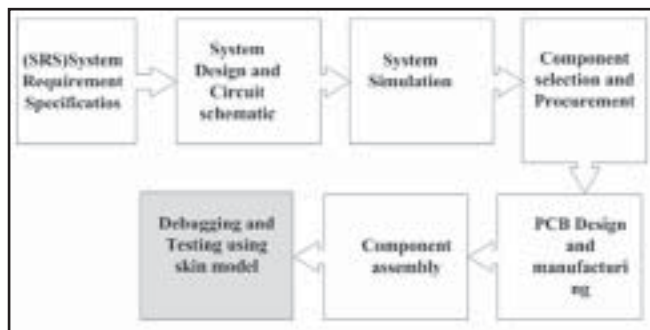 (SRS)System
Requirement
Specificatios
System
Design and
Circuit
schematic
System
Simulation
Component
selection and
Procurement
PCB Design
and
manufacturi
ng
Component
assembly
Debagging and
Testing using
skin model